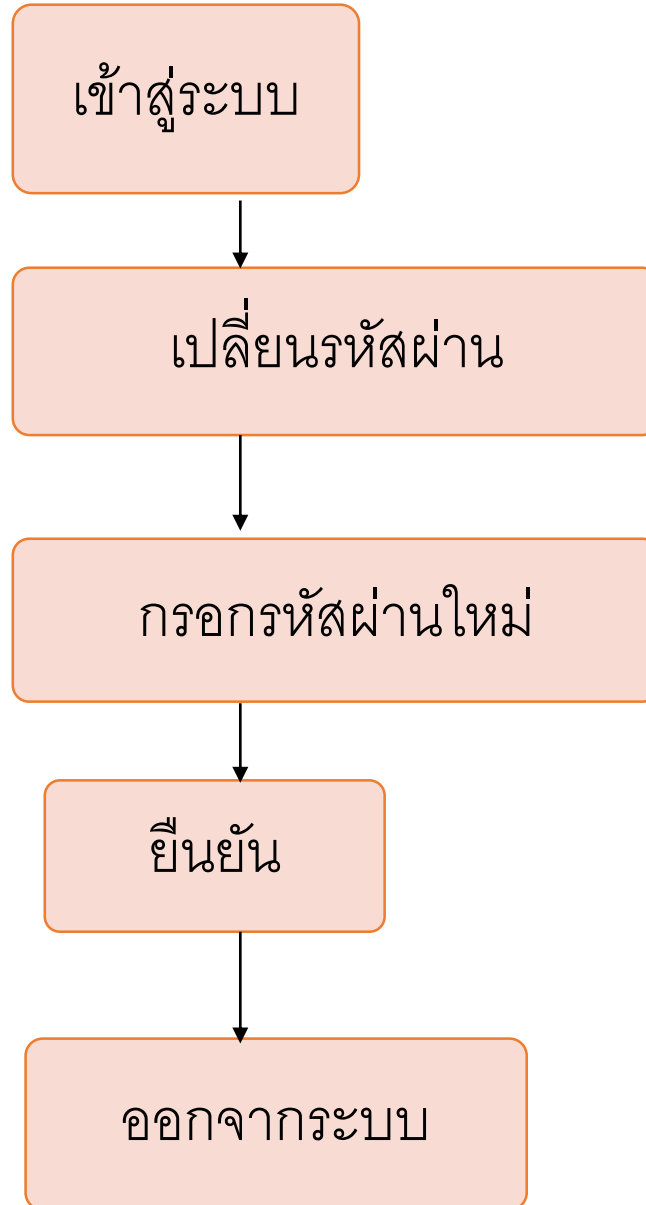 เข้าสู่ระบบ
เปลี่ยนรหัสผ่าน
กรอกรหัสผ่านใหม่
ยืนยัน
ออกจากระบบ